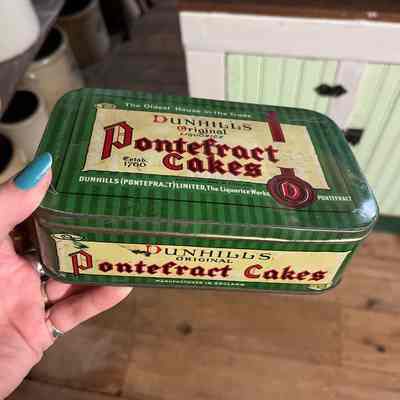 The Oldest House in the Trade
DUNHILLS
Original
LIQUORICE
Pontefract
Estab. 1760
Cakes
DUNHILLS (PONTEFRACT) LIMITED, The Liquorice Works
PONTEFRACT
D
DUNHILLS
ORIGINAL
Pontefract Cakes
MANUFACTURED IN ENGLAND